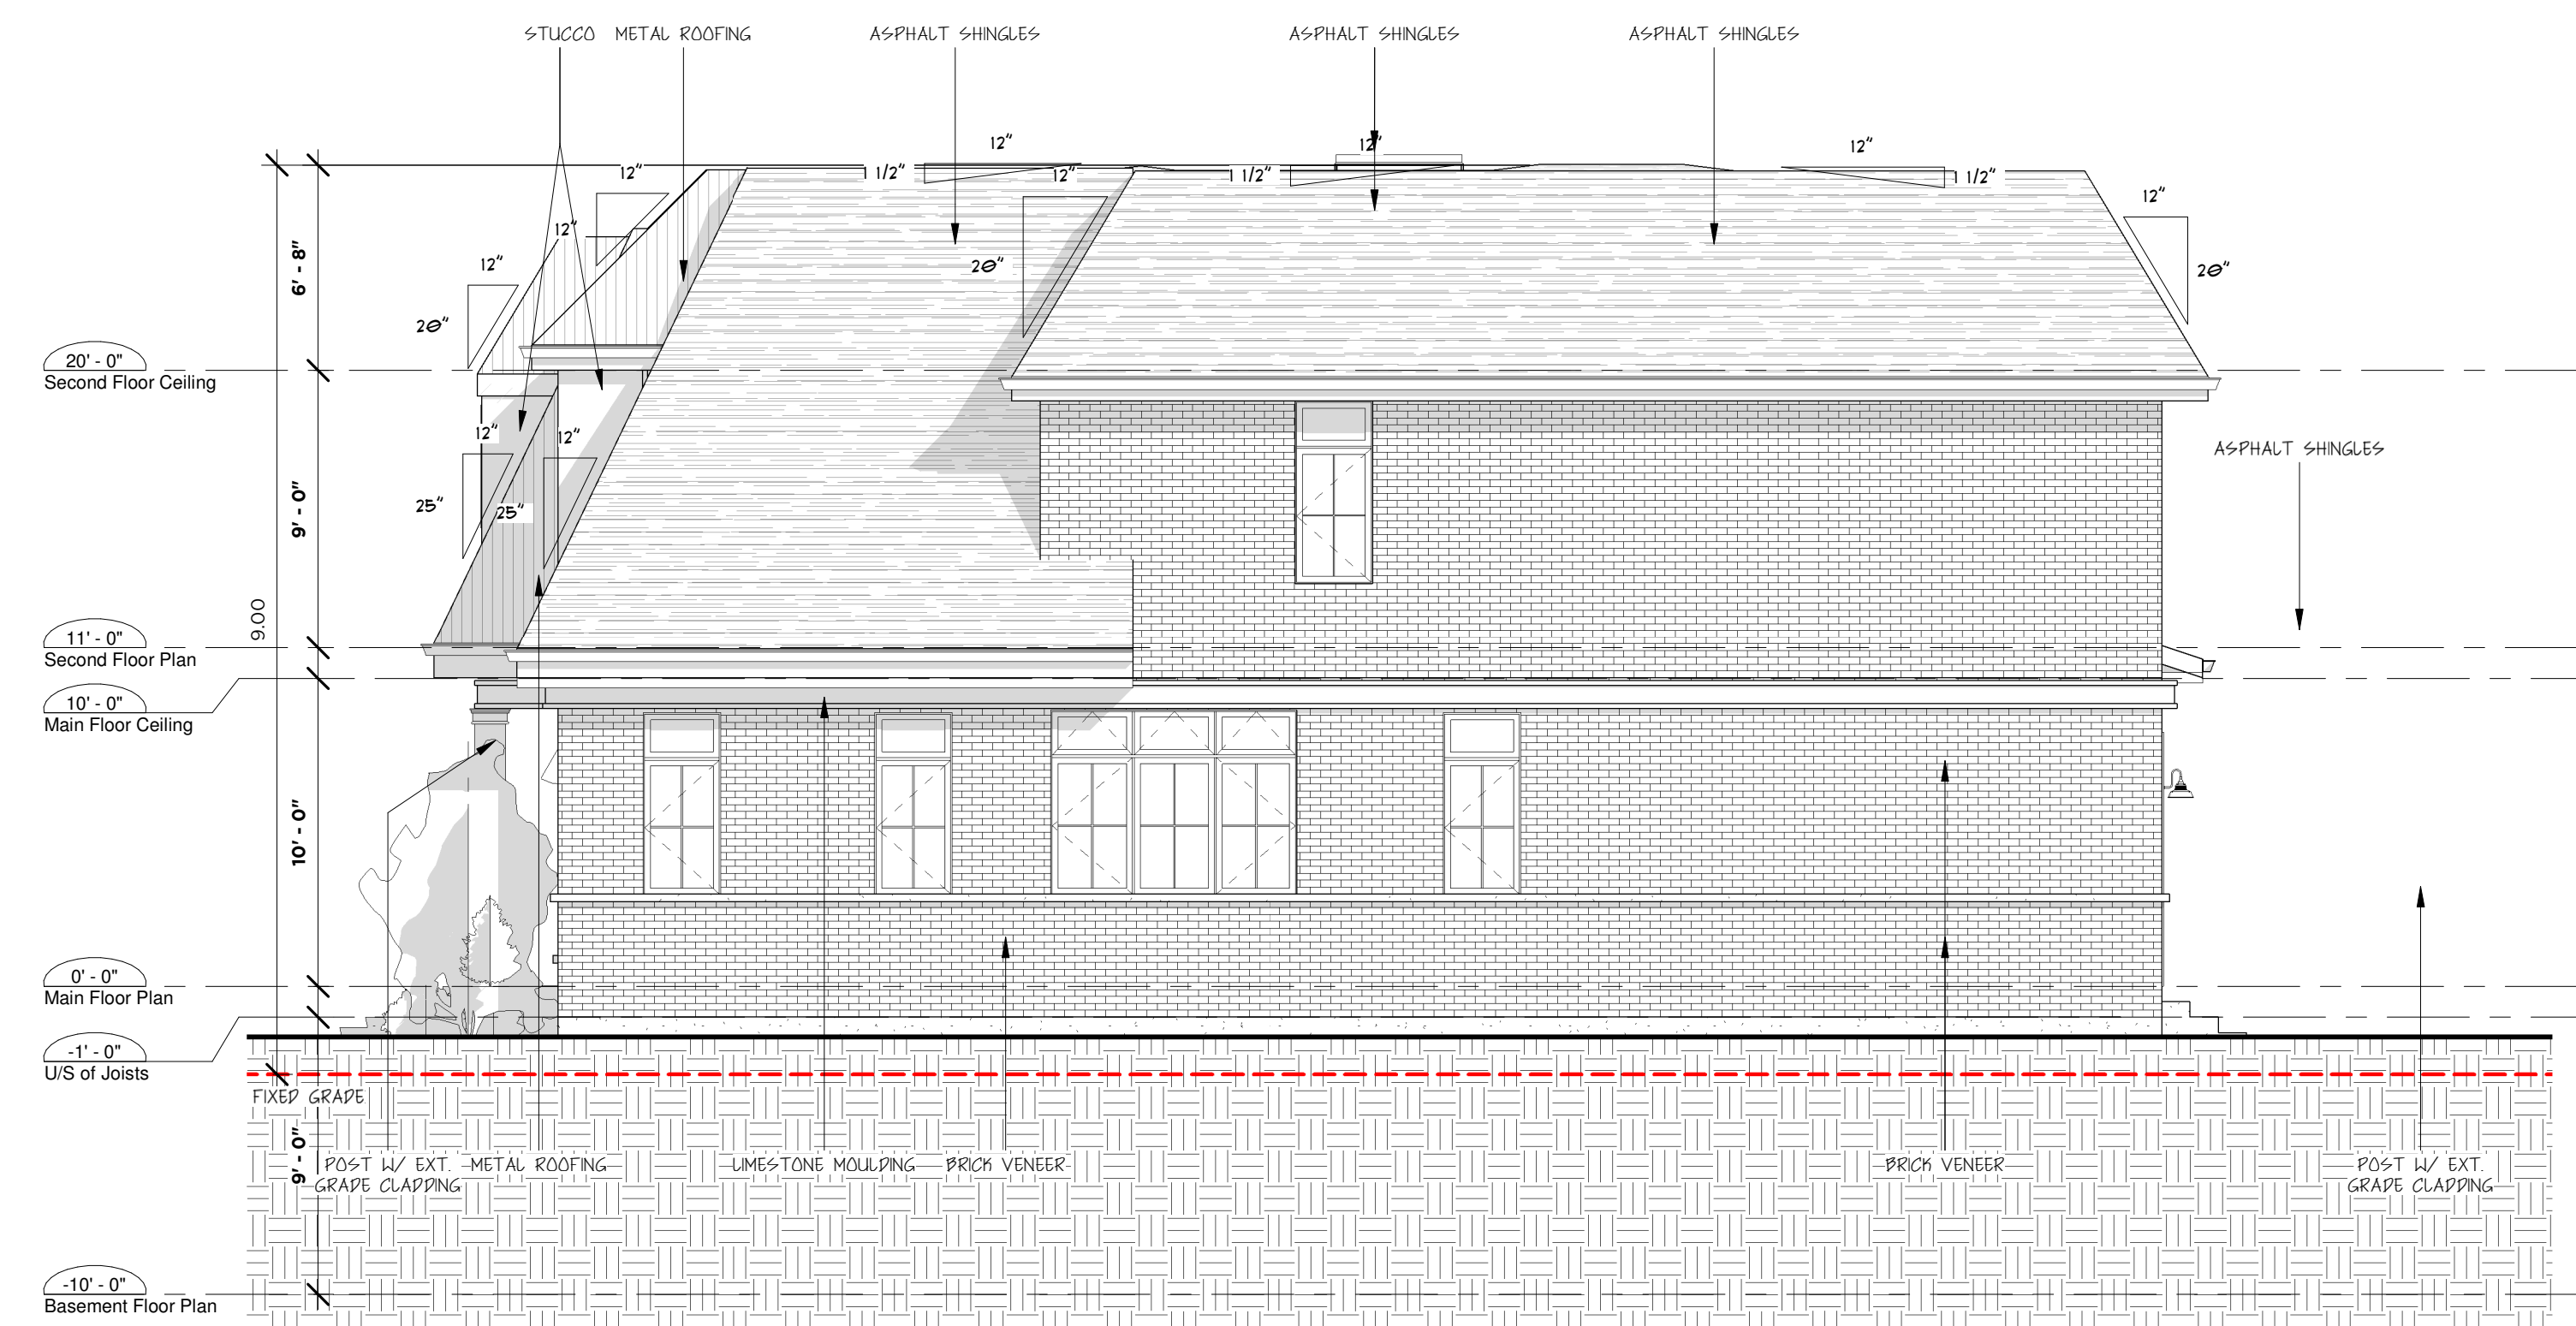 STUCCO
METAL ROOFING
ASPHALT SHINGLES
ASPHALT SHINGLES
ASPHALT SHINGLES
12"
12"
12"
12"
1 1/2"
12"
1 1/2"
1 1/2"
12"
12"
12"
20"
20"
20"
6' - 8"
20' - 0"
Second Floor Ceiling
12"
12"
ASPHALT SHINGLES
25"
25"
9' - 0"
9.00
11' - 0"
Second Floor Plan
10' - 0"
Main Floor Ceiling
10' - 0"
0' - 0"
Main Floor Plan
-1' - 0"
U/S of Joists
FIXED GRADE
9' - 0"
POST W/ EXT.
GRADE CLADDING
METAL ROOFING
LIMESTONE MOULDING
BRICK VENEER
BRICK VENEER
POST W/ EXT.
GRADE CLADDING
-10' - 0"
Basement Floor Plan